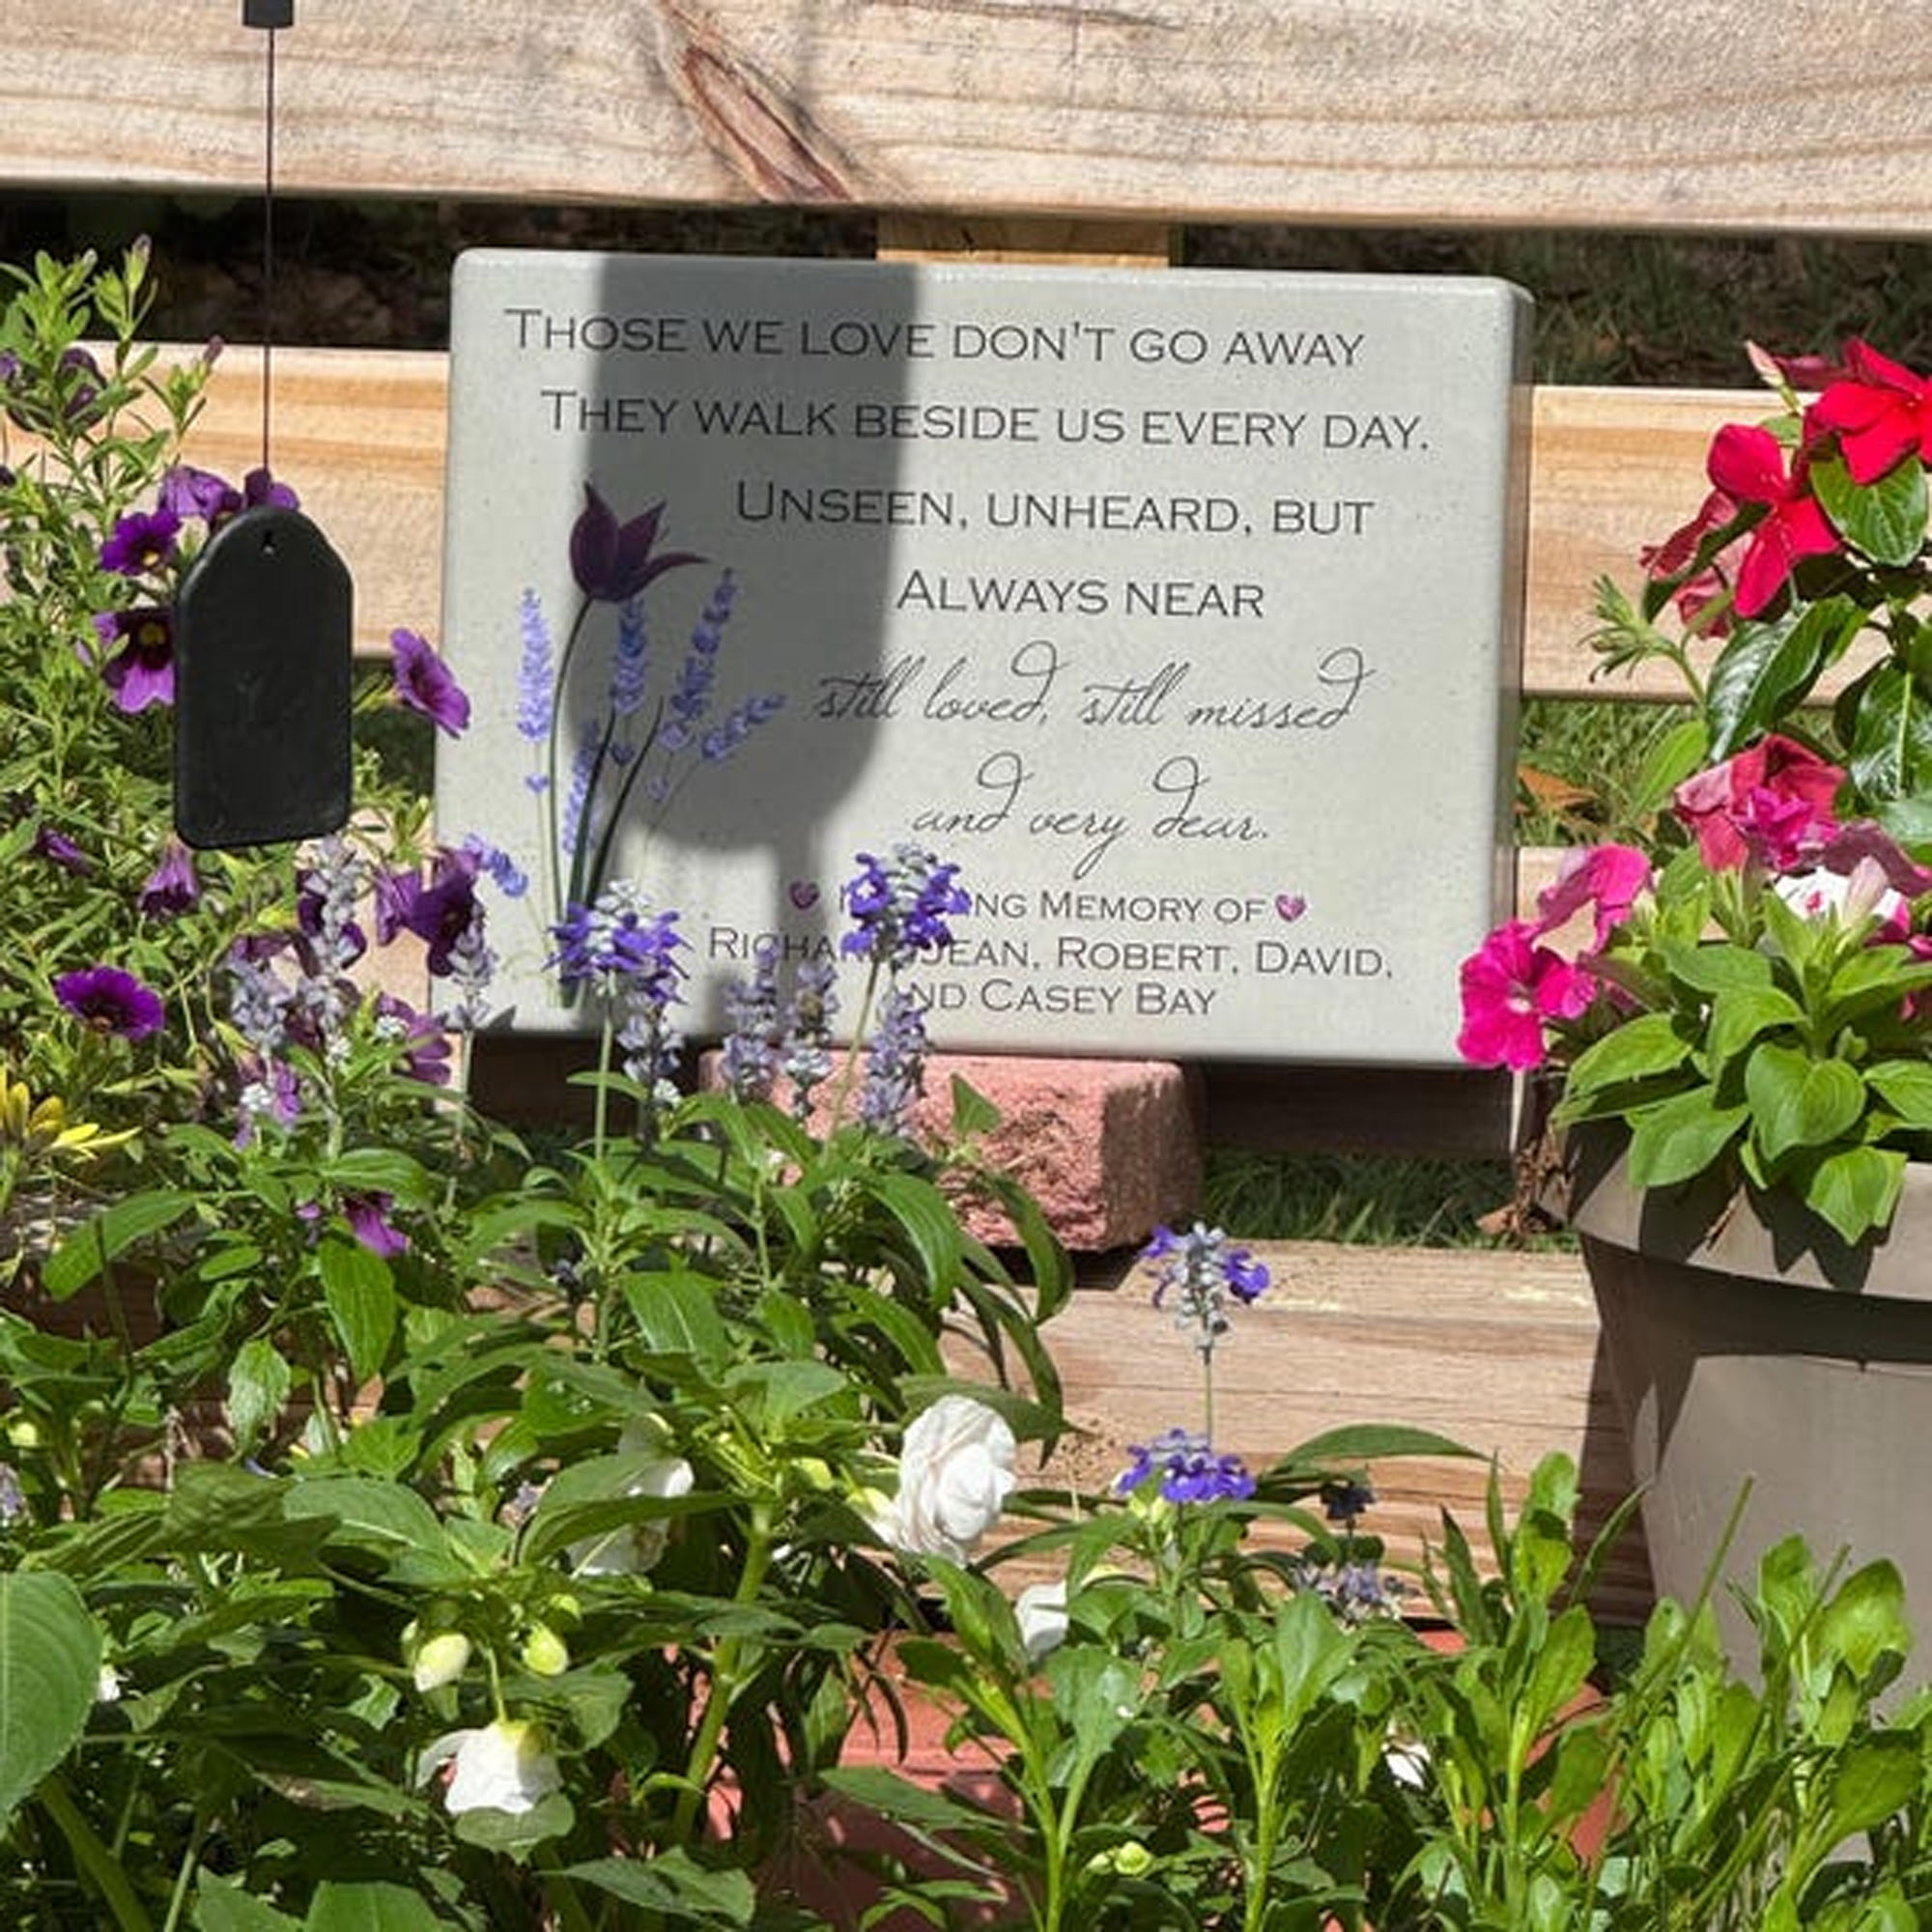 THOSE WE LOVE DON'T GO AWAY
THEY WALK BESIDE US EVERY DAY.
UNSEEN, UNHEARD, BUT
ALWAYS NEAR
still loved, still missed
and very dear.
MEMORY OF
JEAN, ROBERT, DAVID,
CASEY BAY